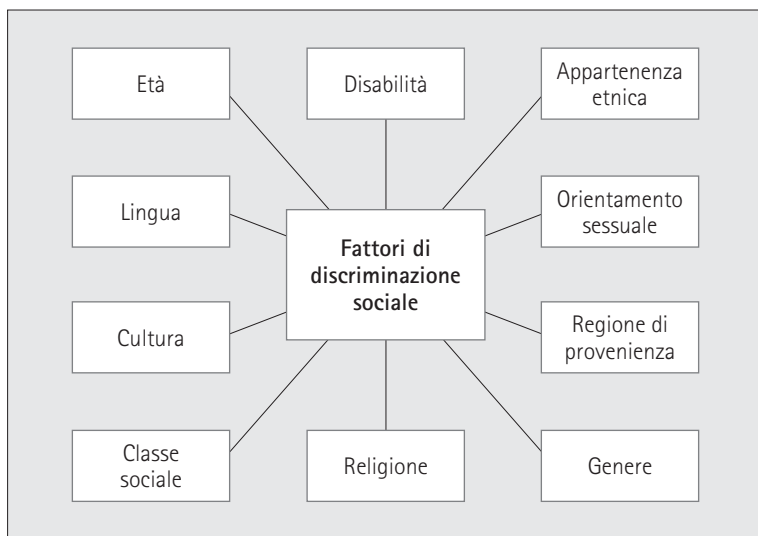 Età
Disabilità
Appartenenza
etnica
Lingua
Orientamento
sessuale
Fattori di
discriminazione
sociale
Cultura
Regione di
provenienza
Classe
sociale
Religione
Genere